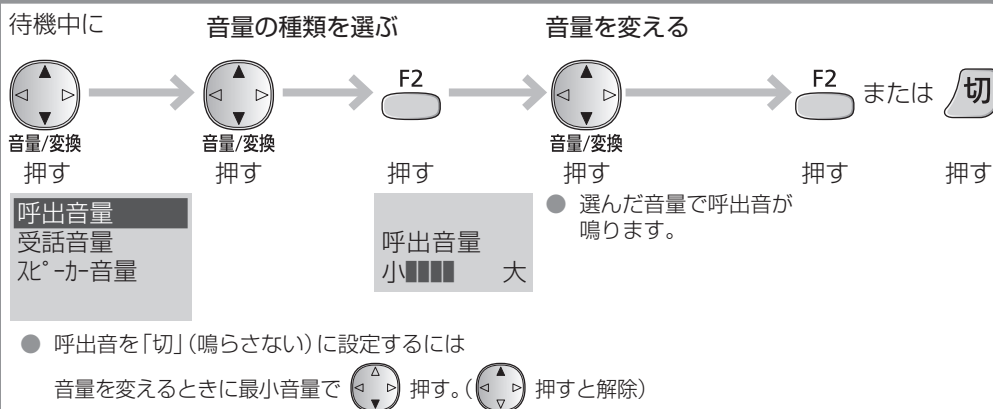 待機中に 音量の種類を選ぶ 音量を変える
F2 F2 または 切
音量/変換 音量/変換 音量/変換
押す 押す 押す 押す 押す 押す
呼出音量
受話音量
ｽﾋﾟｰｶｰ音量
呼出音量
小 大
● 選んだ音量で呼出音が
鳴ります。
● 呼出音を「切」(鳴らさない)に設定するには
音量を変えるときに最小音量で 押す。( 押すと解除)